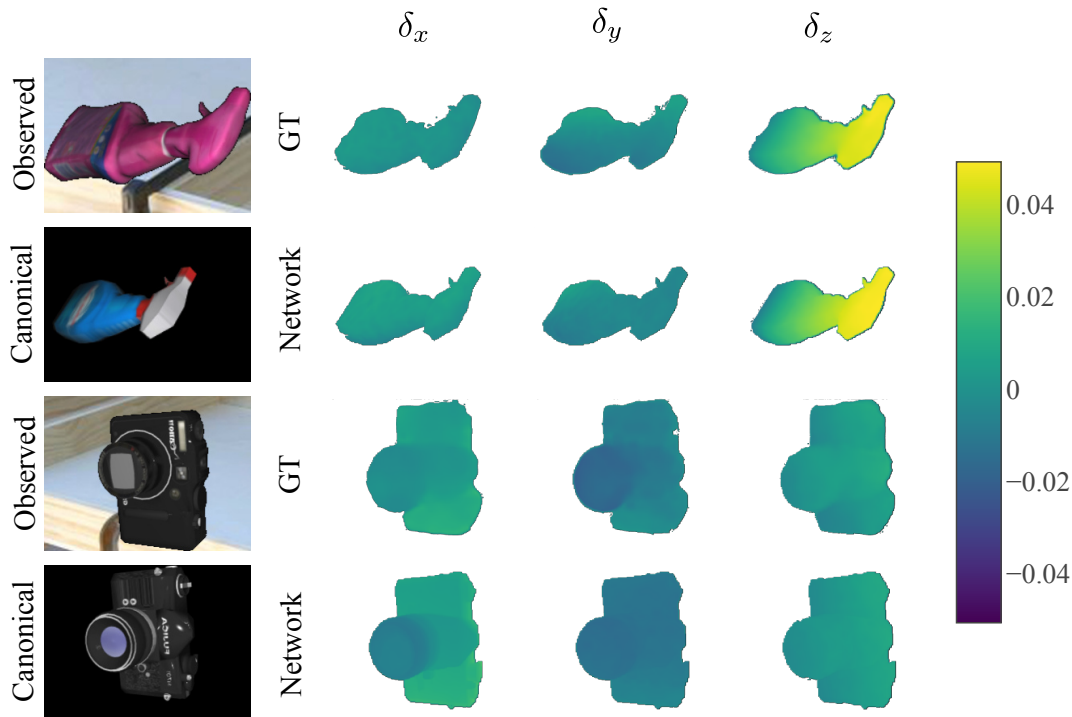 δx δy δz
Observed
GT
Canonical
Network
Observed
GT
Canonical
Network
0.04
0.02
0
−0.02
−0.04